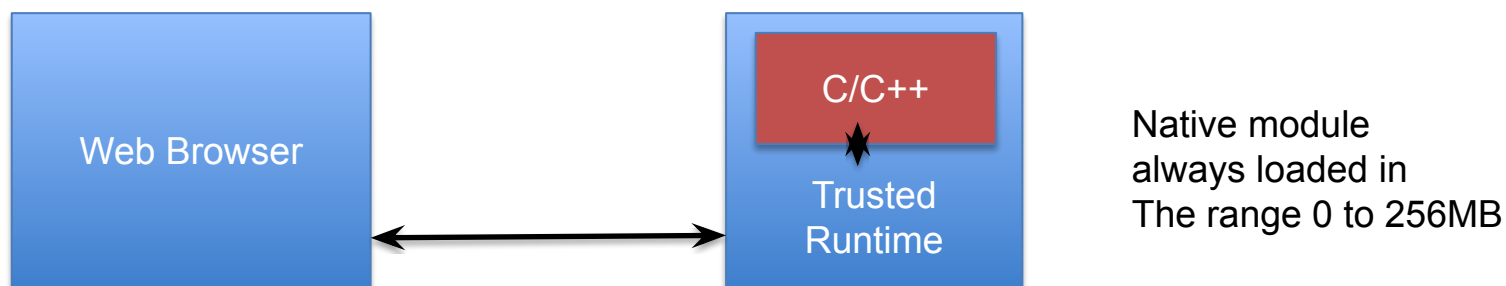 Web Browser
C/C++
Trusted
Runtime
Native module
always loaded in
The range 0 to 256MB